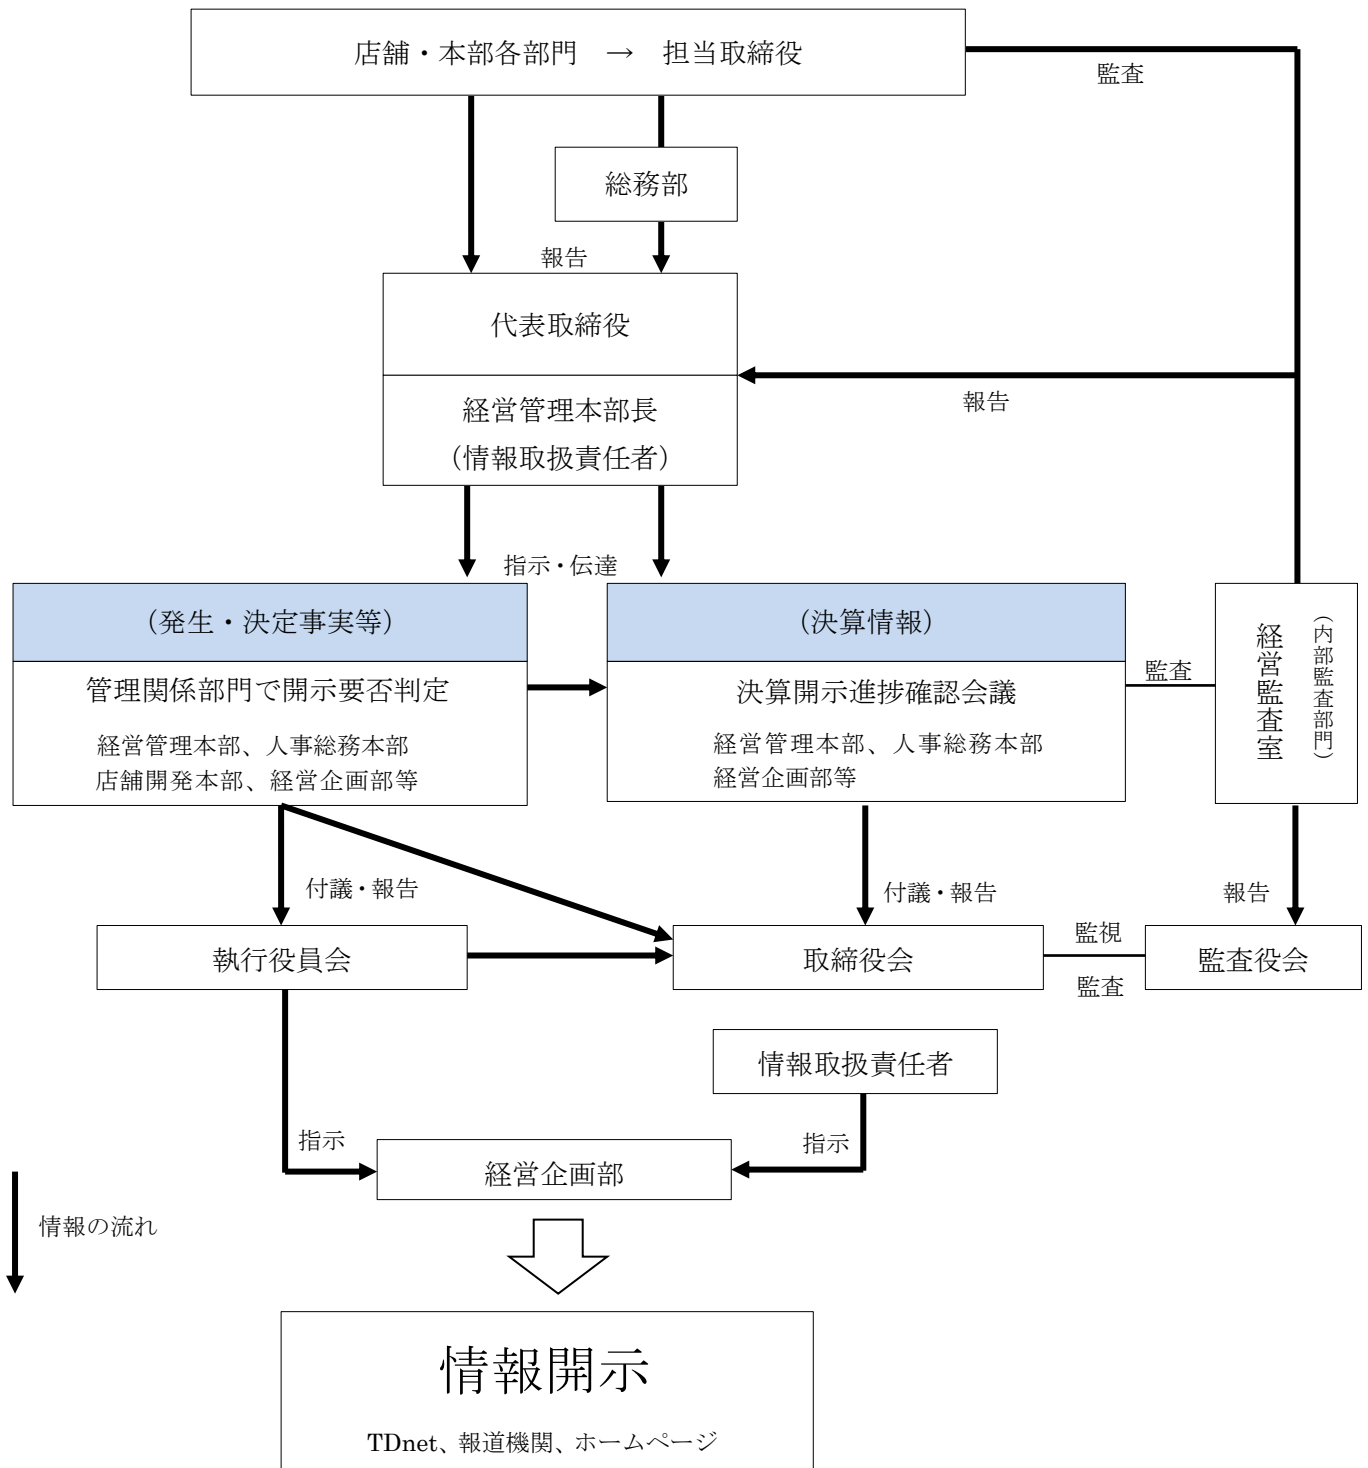 店舗・本部各部門　→　担当取締役
監査
総務部
報告
代表取締役
報告
経営管理本部長
（情報取扱責任者）
指示・伝達
（発生・決定事実等）
（決算情報）
管理関係部門で開示要否判定
経営管理本部、人事総務本部
店舗開発本部、経営企画部等
決算開示進捗確認会議
経営管理本部、人事総務本部
経営企画部等
監査
経営監査室
（内部監査部門）
付議・報告
付議・報告
報告
執行役員会
取締役会
監視
監査
監査役会
情報取扱責任者
指示
指示
経営企画部
情報の流れ
情報開示
TDnet、報道機関、ホームページ